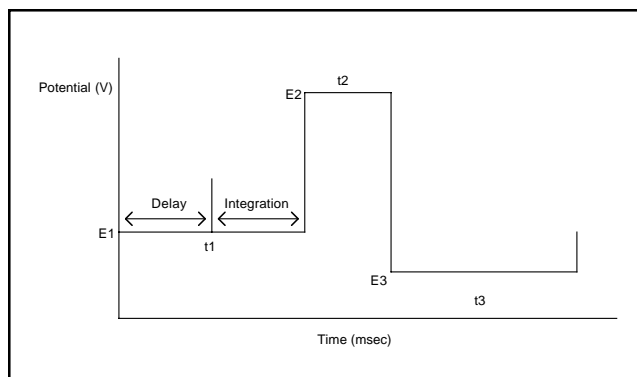 t2
Potential (V)
E2
Delay
Integration
E1
t1
E3
t3
Time (msec)